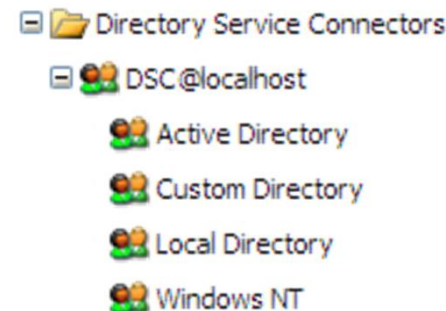 Directory Service Connectors
DSC@localhost
Active Directory
Custom Directory
Local Directory
Windows NT